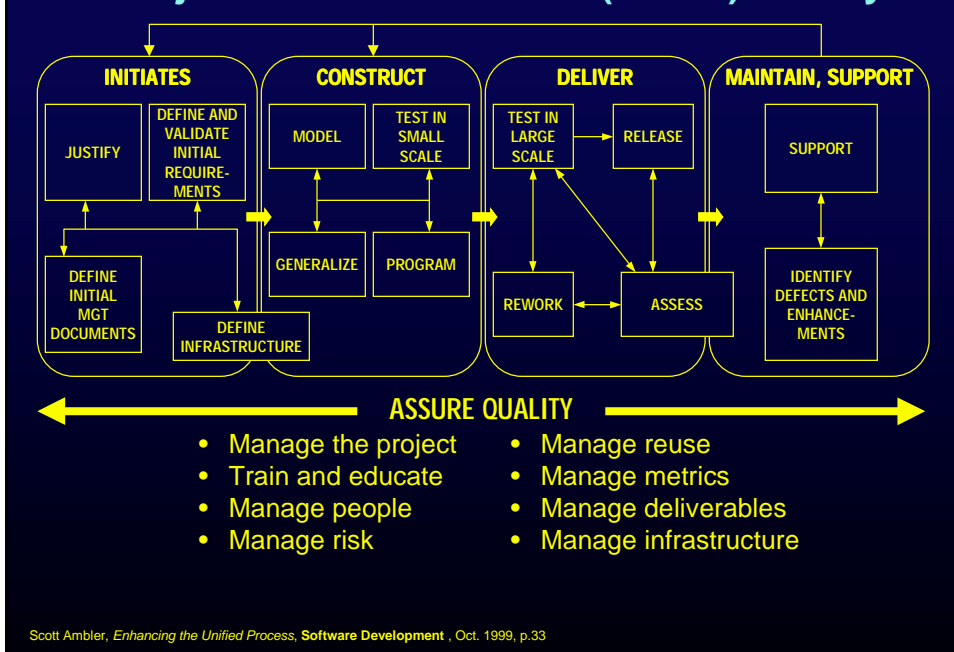 INITIATES
JUSTIFY
DEFINE AND
VALIDATE
INITIAL
REQUIRE-
MENTS
DEFINE
INITIAL
MGT
DOCUMENTS
DEFINE
INFRASTRUCTURE
CONSTRUCT
MODEL
TEST IN
SMALL
SCALE
GENERALIZE
PROGRAM
DELIVER
TEST IN
LARGE
SCALE
RELEASE
REWORK
ASSESS
MAINTAIN, SUPPORT
SUPPORT
IDENTIFY
DEFECTS AND
ENHANCE-
MENTS
ASSURE QUALITY
• Manage the project
• Train and educate
• Manage people
• Manage risk
• Manage reuse
• Manage metrics
• Manage deliverables
• Manage infrastructure
Scott Ambler, Enhancing the Unified Process, Software Development , Oct. 1999, p.33